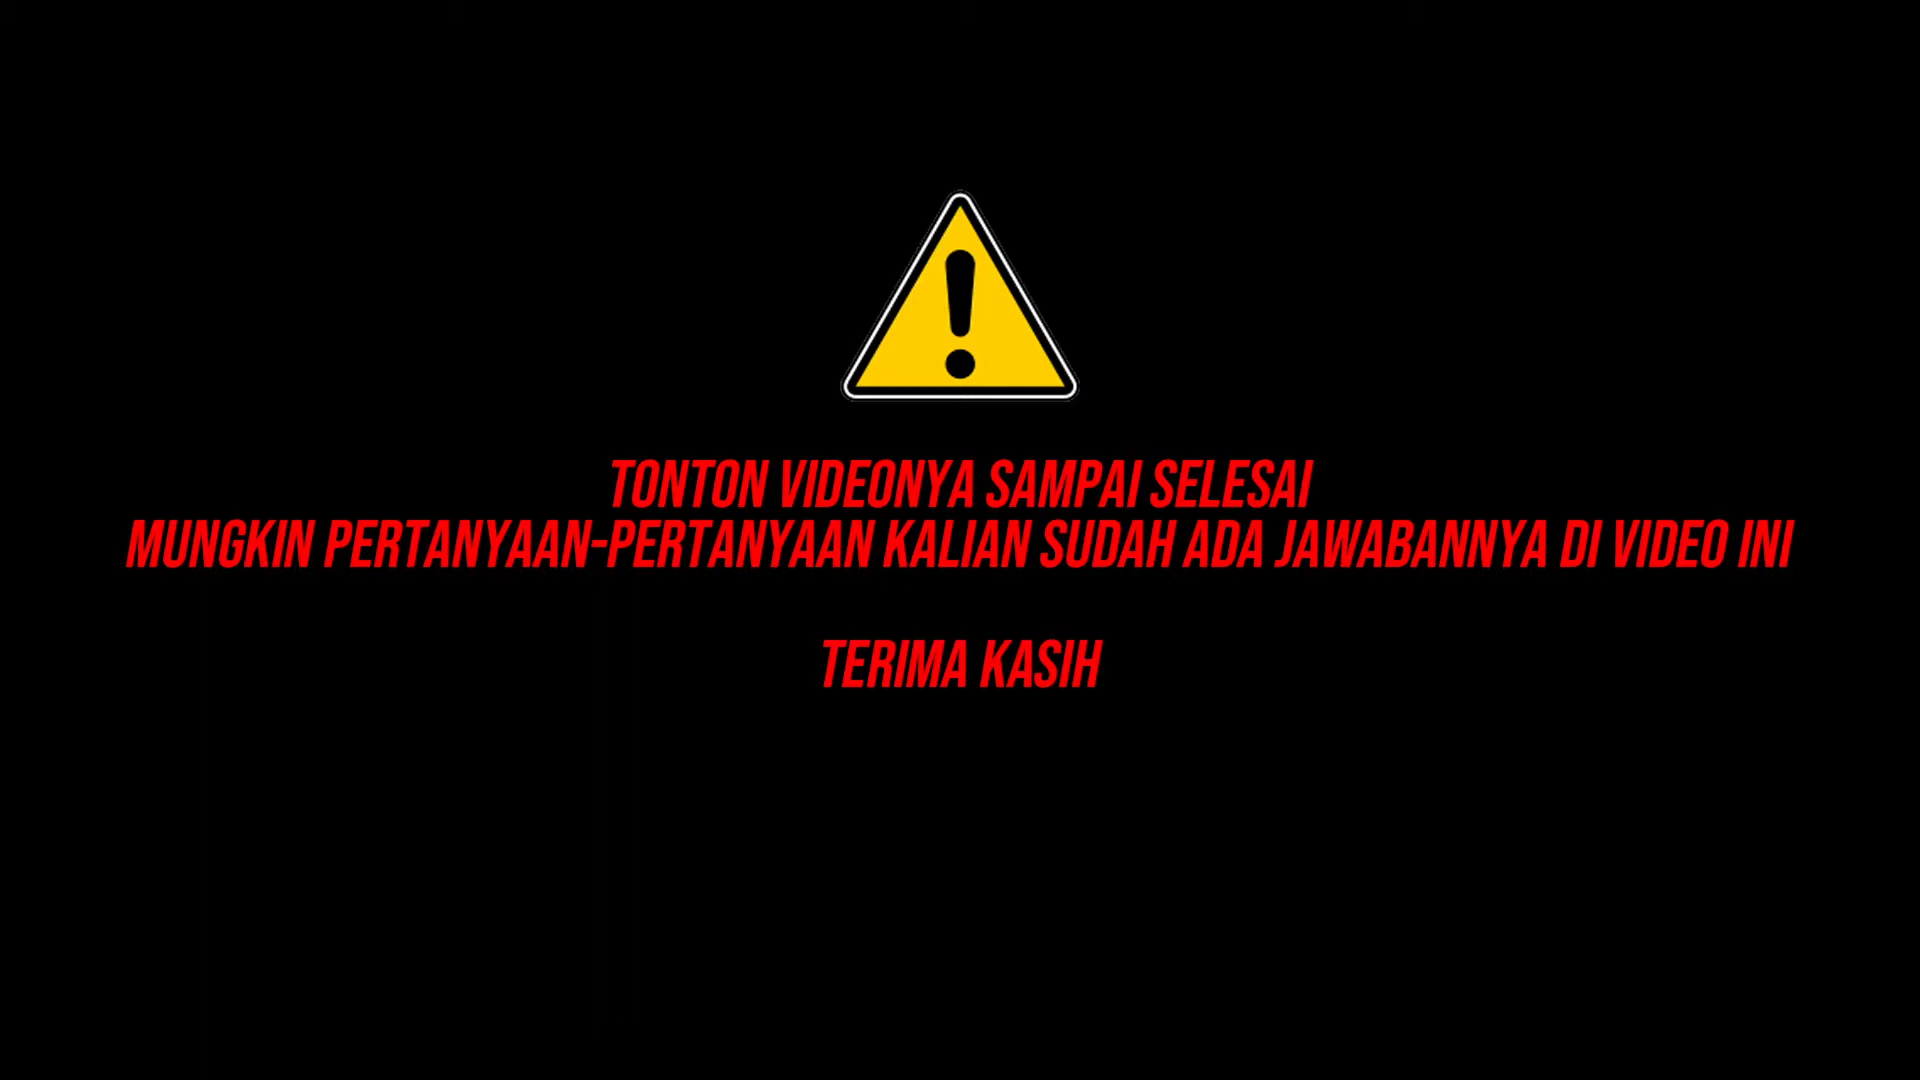 TONTON VIDEONYA SAMPAI SELESAI
MUNGKIN PERTANYAAN-PERTANYAAN KALIAN SUDAH ADA JAWABANNYA DI VIDEO INI
TERIMA KASIH